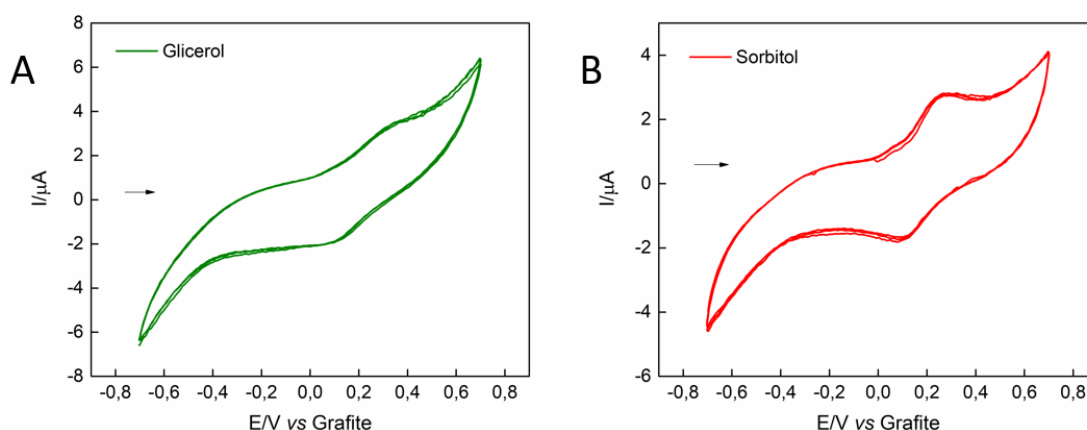 A
Glicerol
I/µA
8
6
4
2
0
-2
-4
-6
-8
-0,8 -0,6 -0,4 -0,2 0,0 0,2 0,4 0,6 0,8
E/V vs Grafite
B
Sorbitol
I/µA
4
2
0
-2
-4
-6
-0,8 -0,6 -0,4 -0,2 0,0 0,2 0,4 0,6 0,8
E/V vs Grafite